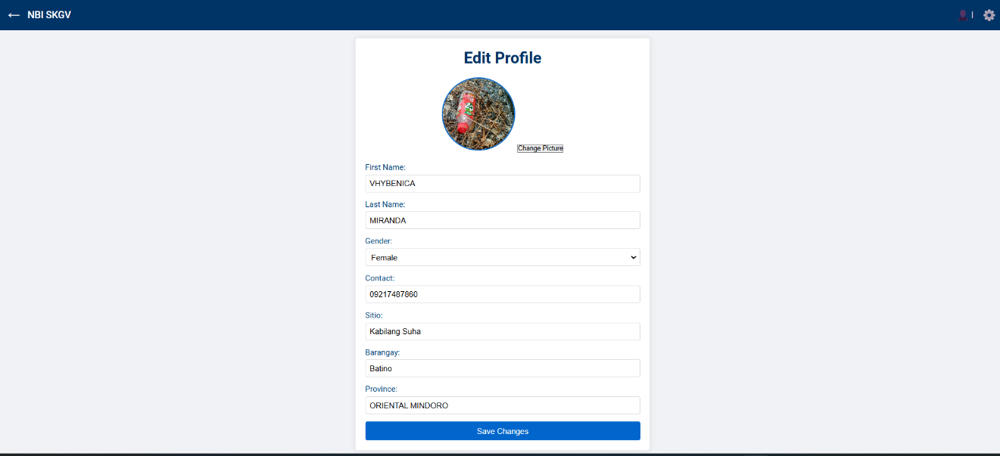 NBI SKGV
|
Edit Profile
Change Picture
First Name:
VHYBENICA
Last Name:
MIRANDA
Gender:
Female
Contact:
09217487860
Sitio:
Kabilang Suha
Barangay:
Batino
Province:
ORIENTAL MINDORO
Save Changes